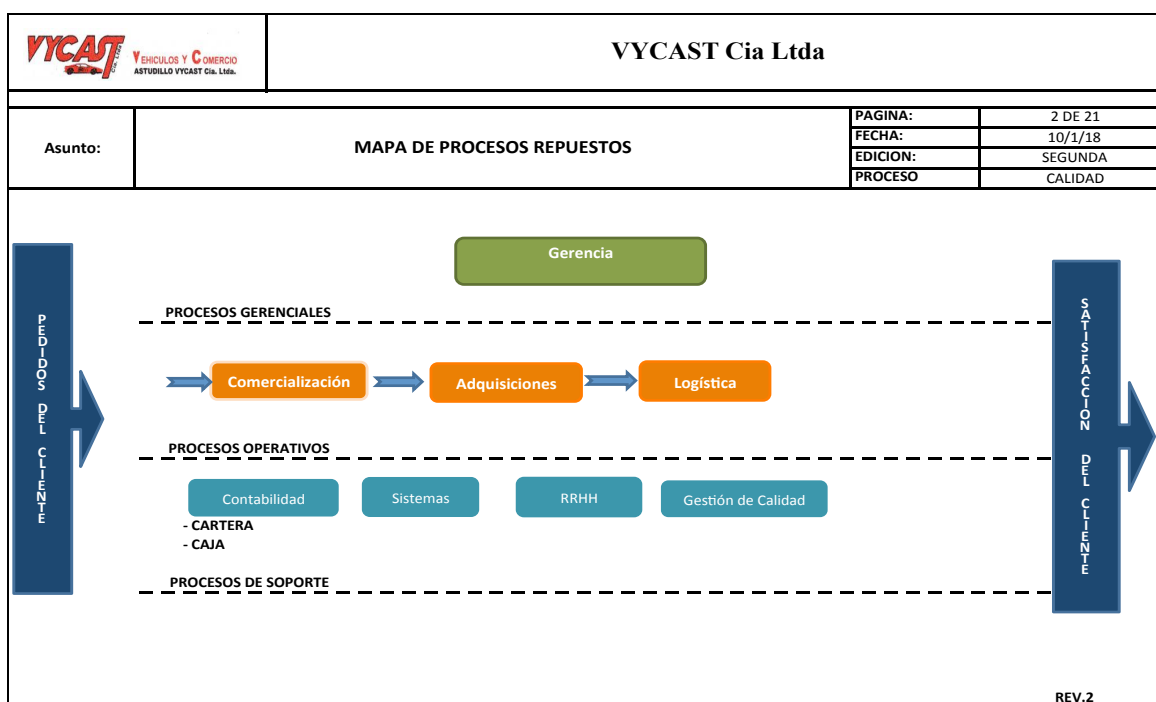 VYCAST Cia. Ltda.
VEHICULOS Y COMERCIO
ASTUDILLO VYCAST Cia. Ltda.
VYCAST Cia Ltda
Asunto:
MAPA DE PROCESOS REPUESTOS
PAGINA: 2 DE 21
FECHA: 10/1/18
EDICION: SEGUNDA
PROCESO CALIDAD
PEDIDOS DEL CLIENTE
Gerencia
PROCESOS GERENCIALES
Comercialización
Adquisiciones
Logística
PROCESOS OPERATIVOS
Contabilidad
Sistemas
RRHH
Gestión de Calidad
- CARTERA
- CAJA
PROCESOS DE SOPORTE
SATISFACCION DEL CLIENTE
REV.2